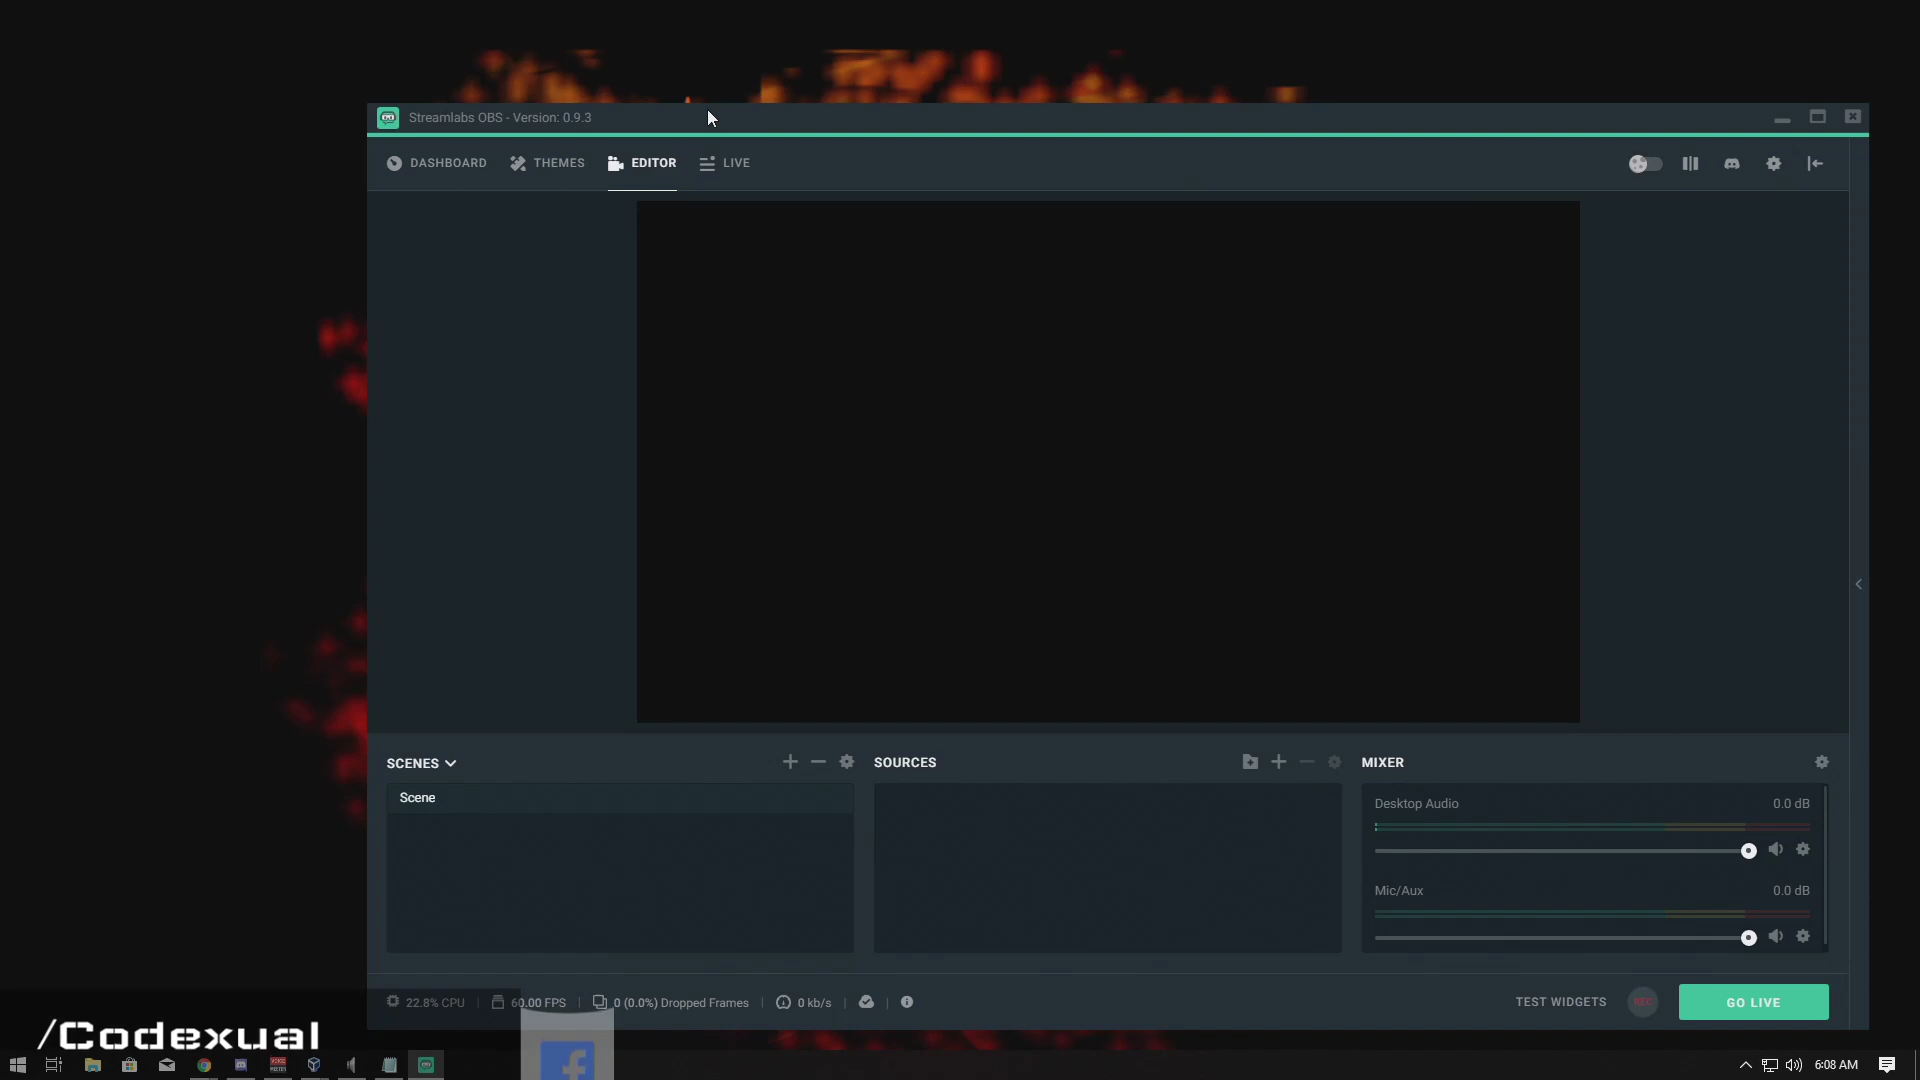 Streamlabs OBS - Version: 0.9.3
DASHBOARD THEMES EDITOR LIVE
SCENES SOURCES MIXER
Scene
Desktop Audio 0.0 dB
Mic/Aux 0.0 dB
22.8% CPU 60.00 FPS 0 (0.0%) Dropped Frames 0 kb/s TEST WIDGETS REC GO LIVE
/Codexual
6:08 AM